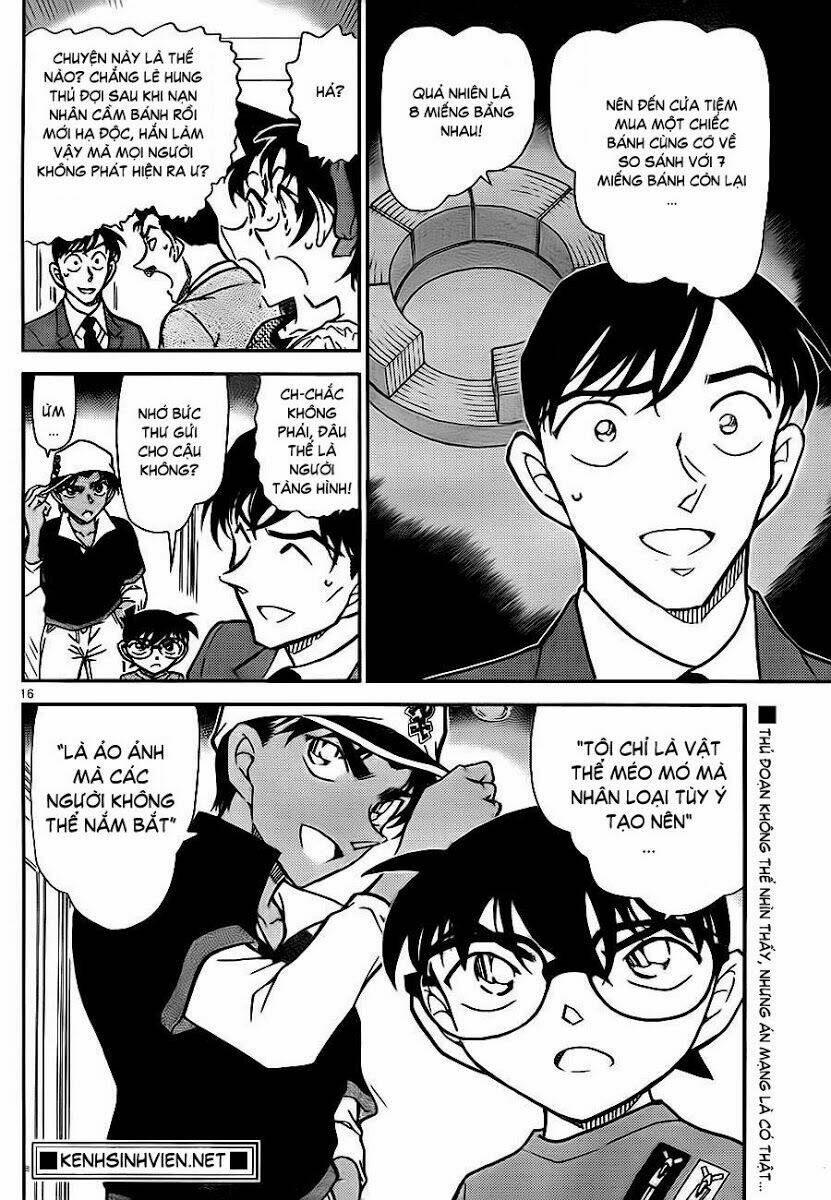 NÊN ĐẾN CỬA TIỆM
MUA MỘT CHIẾC
BÁNH CÙNG CỠ VỀ
SO SÁNH VỚI 7
MIẾNG BÁNH CÒN LẠI
...
QUẢ NHIÊN LÀ
8 MIẾNG BẰNG
NHAU!
HẢ?
CHUYỆN NÀY LÀ THẾ
NÀO? CHẲNG LẼ HUNG
THỦ ĐỢI SAU KHI NẠN
NHÂN CẦM BÁNH RỒI
MỚI HẠ ĐỘC, HẮN LÀM
VẬY MÀ MỌI NGƯỜI
KHÔNG PHÁT HIỆN RA Ư?
CH-CHẮC
KHÔNG
PHẢI, ĐÂU
THỂ LÀ
NGƯỜI
TÀNG HÌNH!
NHỚ BỨC
THƯ GỬI
CHO CẬU
KHÔNG?
ỪM
...
16
"TÔI CHỈ LÀ VẬT
THỂ MÉO MÓ MÀ
NHÂN LOẠI TÙY Ý
TẠO NÊN"
...
"LÀ ẢO ẢNH
MÀ CÁC
NGƯỜI KHÔNG
THỂ NẮM BẮT"
THỦ ĐOẠN KHÔNG THỂ NHÌN THẤY, NHƯNG ÁN MẠNG LÀ CÓ THẬT...
KENHSINHVIEN.NET